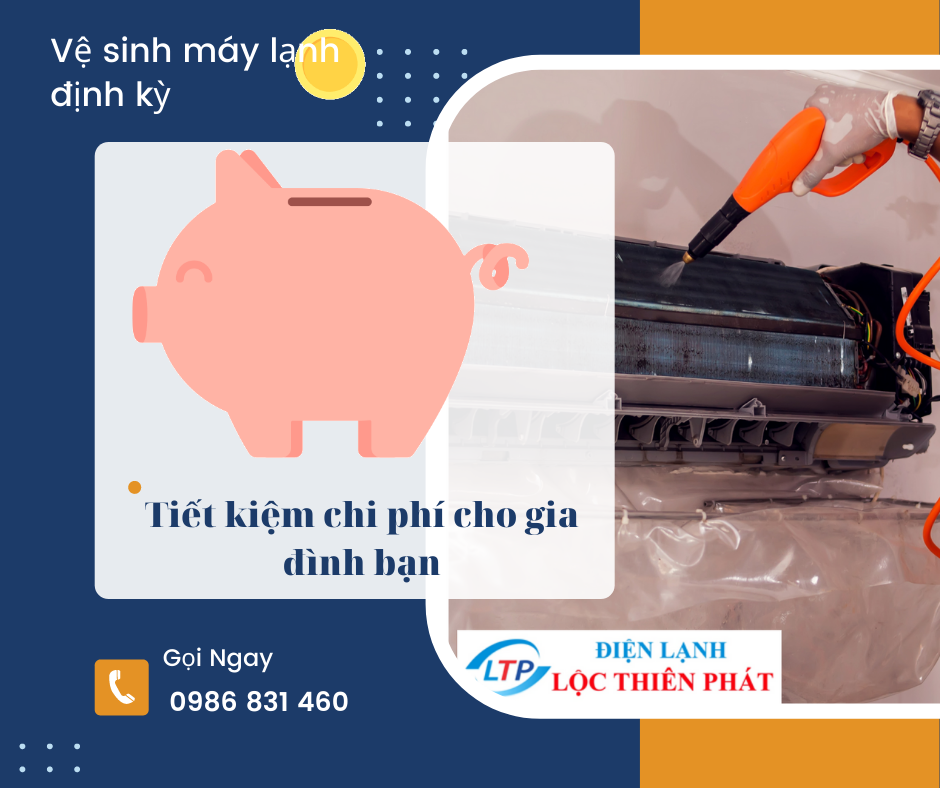 Vệ sinh máy lạnh
định kỳ
Tiết kiệm chi phí cho gia
đình bạn
Gọi Ngay
0986 831 460
LTP
ĐIỆN LẠNH
LỘC THIÊN PHÁT